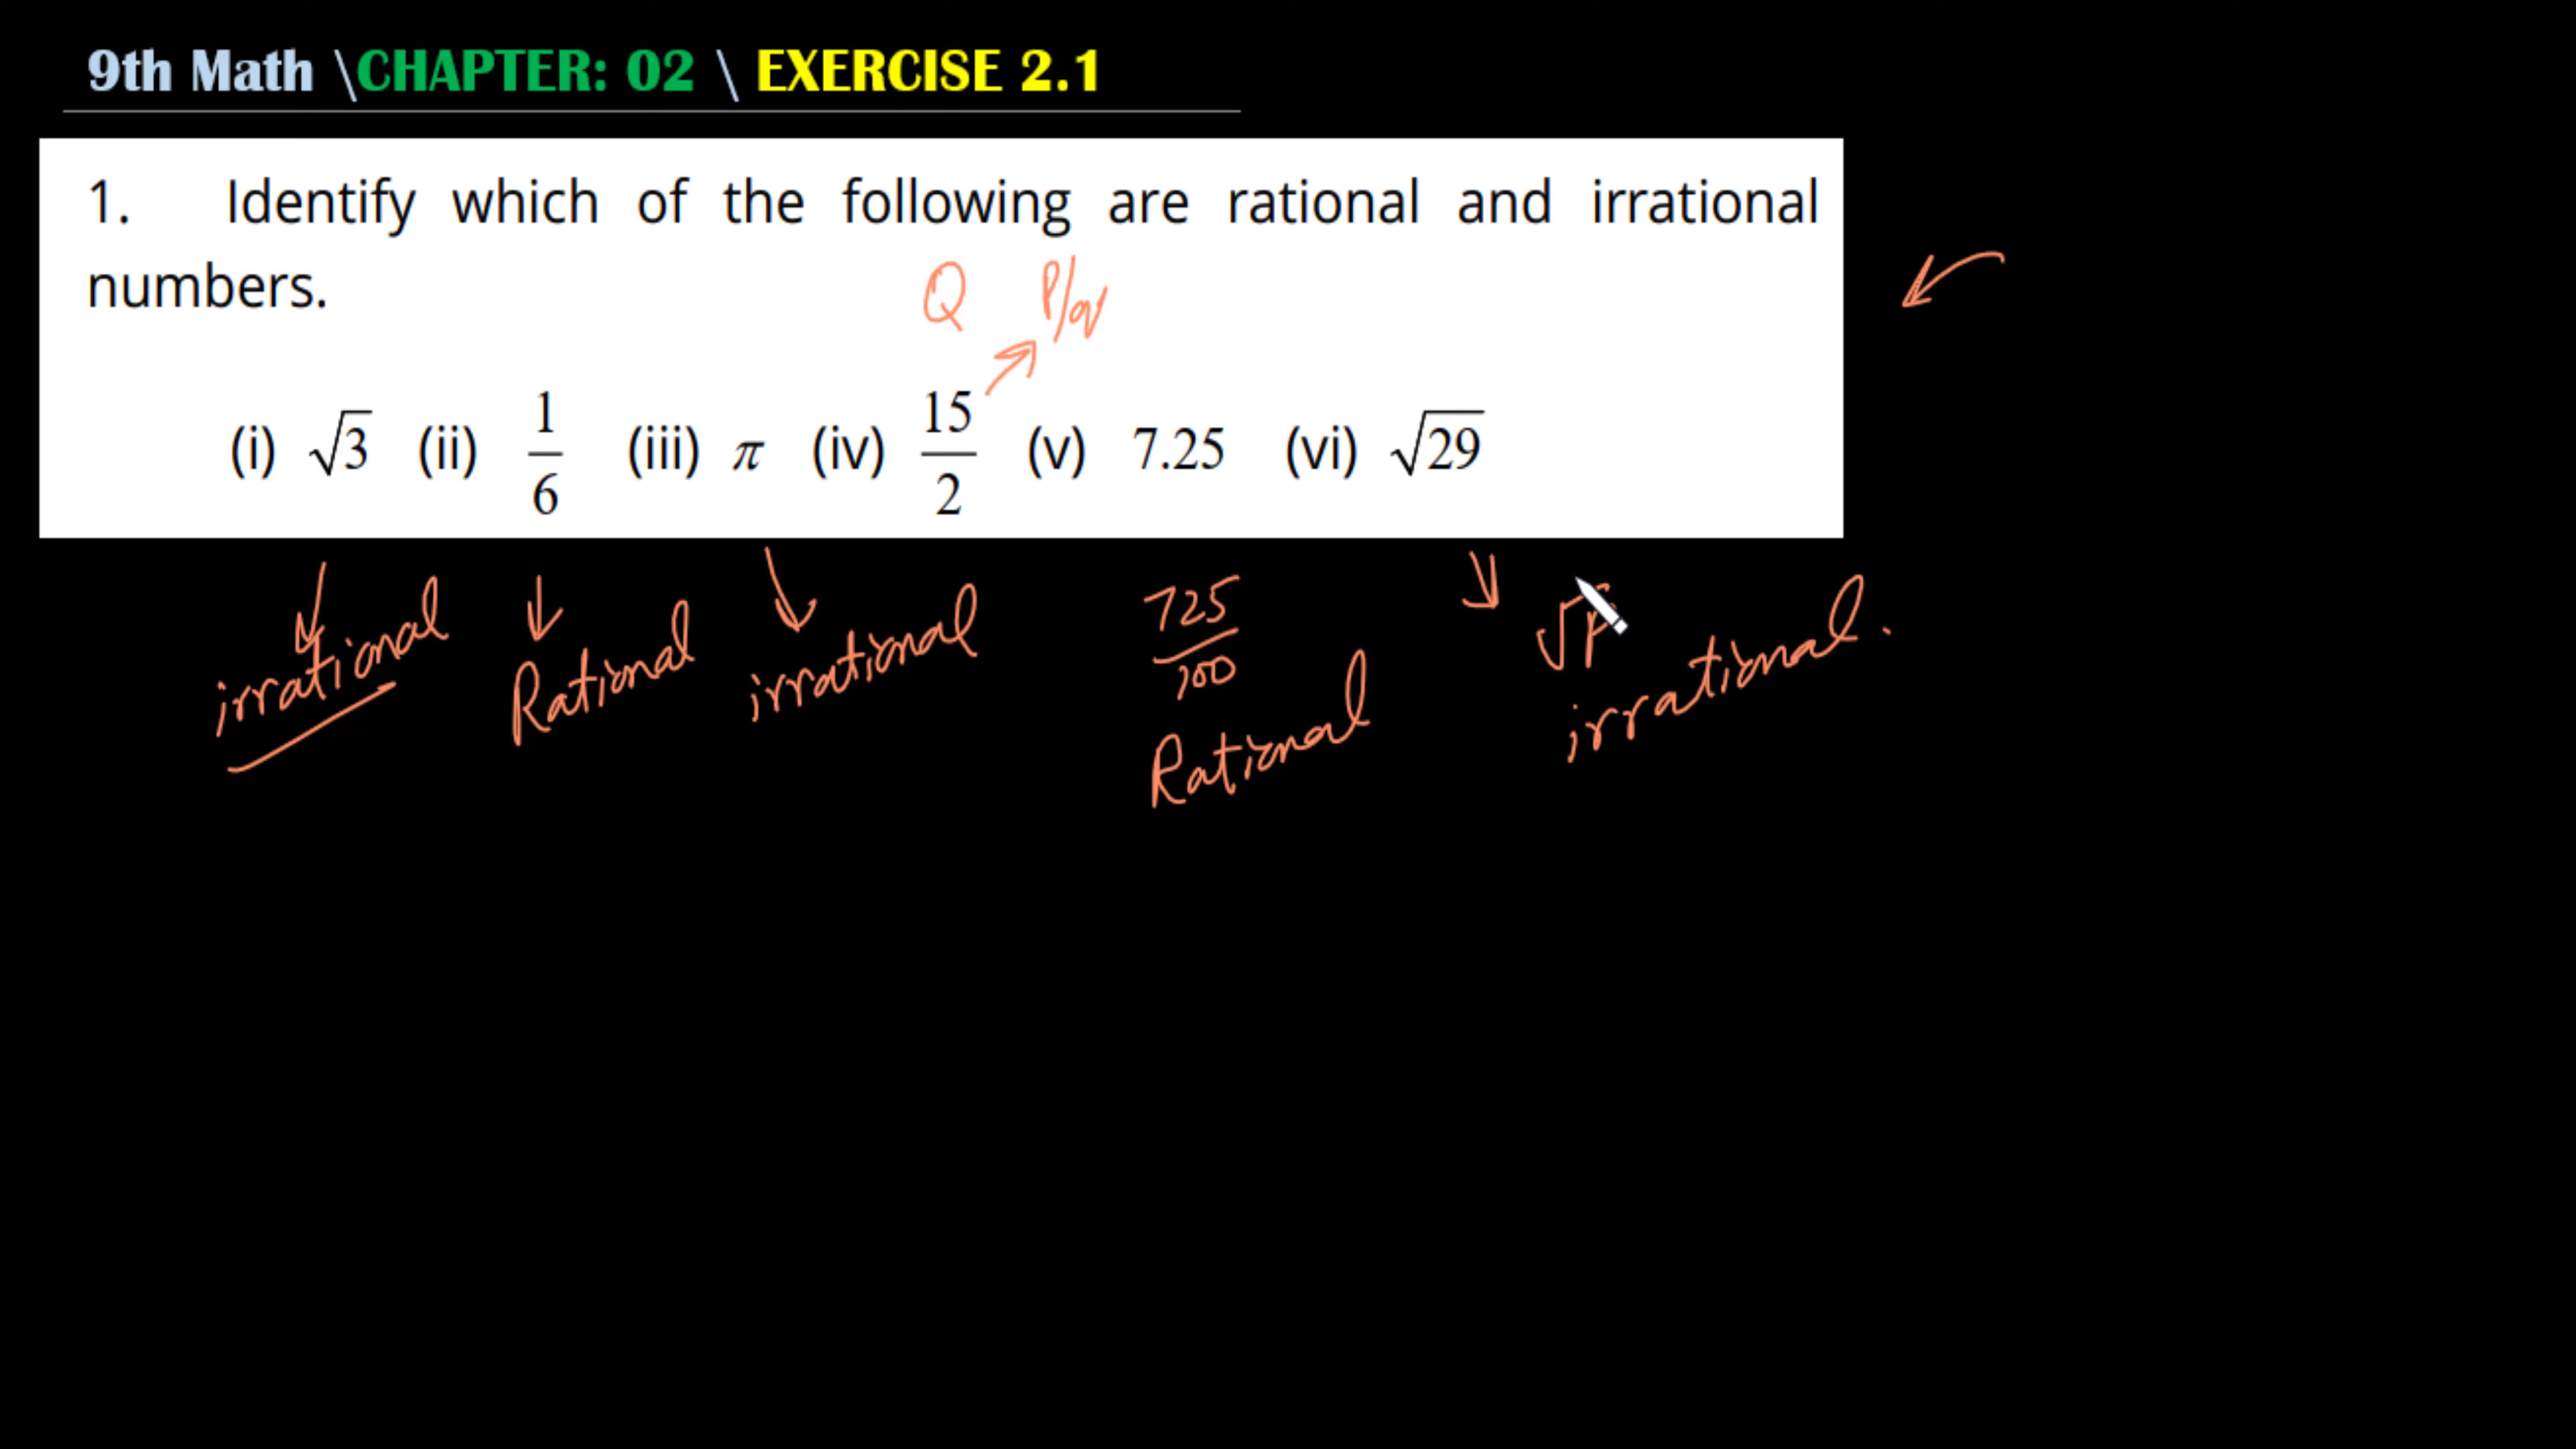 9th Math \CHAPTER: 02 \ EXERCISE 2.1
1. Identify which of the following are rational and irrational
numbers.
Q P/q
(i) √3 (ii) 1/6 (iii) π (iv) 15/2 (v) 7.25 (vi) √29
irrational Rational irrational 725/100 √P
Rational irrational.